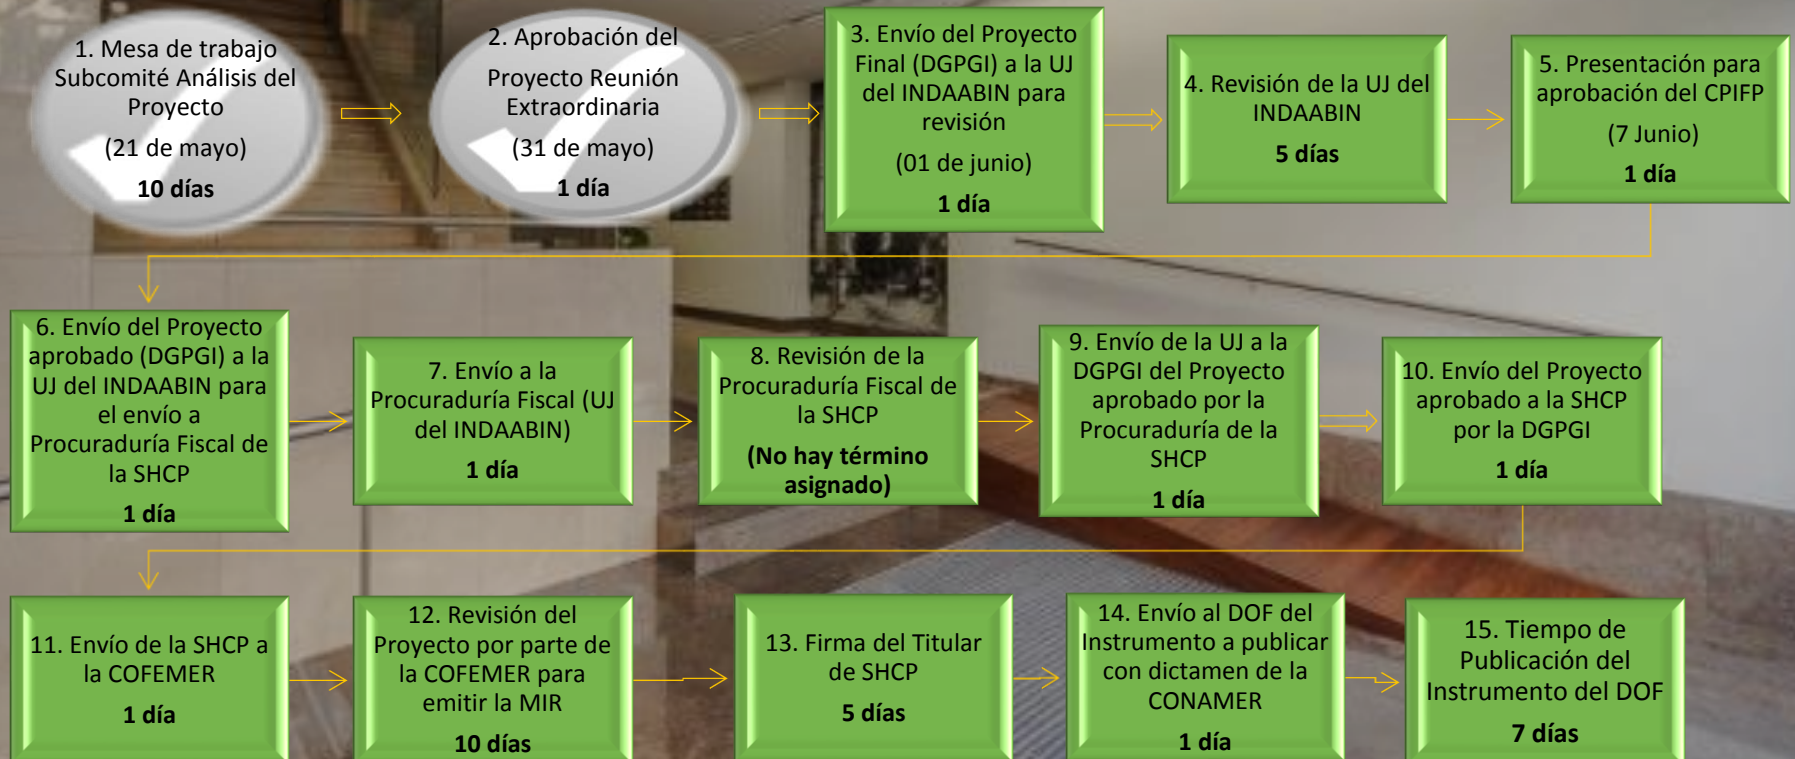 1. Mesa de trabajo
Subcomité Análisis del
Proyecto
(21 de mayo)
10 días
2. Aprobación del
Proyecto Reunión
Extraordinaria
(31 de mayo)
1 día
3. Envío del Proyecto
Final (DGPGI) a la UJ
del INDAABIN para
revisión
(01 de junio)
1 día
4. Revisión de la UJ del
INDAABIN
5 días
5. Presentación para
aprobación del CPIFP
(7 Junio)
1 día
6. Envío del Proyecto
aprobado (DGPGI) a la
UJ del INDAABIN para
el envío a
Procuraduría Fiscal de
la SHCP
1 día
7. Envío a la
Procuraduría Fiscal (UJ
del INDAABIN)
1 día
8. Revisión de la
Procuraduría Fiscal de
la SHCP
(No hay término
asignado)
9. Envío de la UJ a la
DGPGI del Proyecto
aprobado por la
Procuraduría de la
SHCP
1 día
10. Envío del Proyecto
aprobado a la SHCP
por la DGPGI
1 día
11. Envío de la SHCP a
la COFEMER
1 día
12. Revisión del
Proyecto por parte de
la COFEMER para
emitir la MIR
10 días
13. Firma del Titular
de SHCP
5 días
14. Envío al DOF del
Instrumento a publicar
con dictamen de la
CONAMER
1 día
15. Tiempo de
Publicación del
Instrumento del DOF
7 días